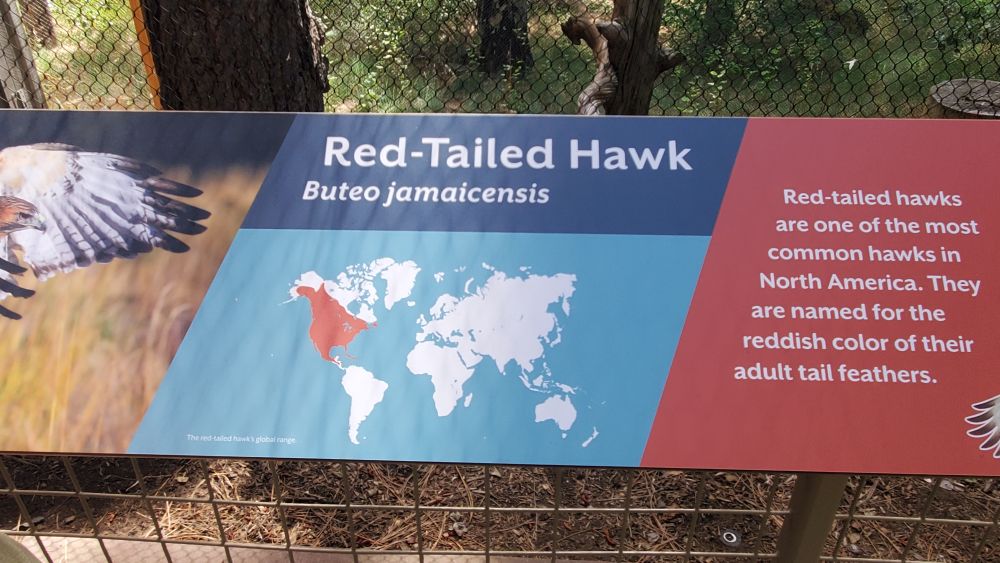 Red-Tailed Hawk
Buteo jamaicensis
The red-tailed hawk's global range.
Red-tailed hawks
are one of the most
common hawks in
North America. They
are named for the
reddish color of their
adult tail feathers.